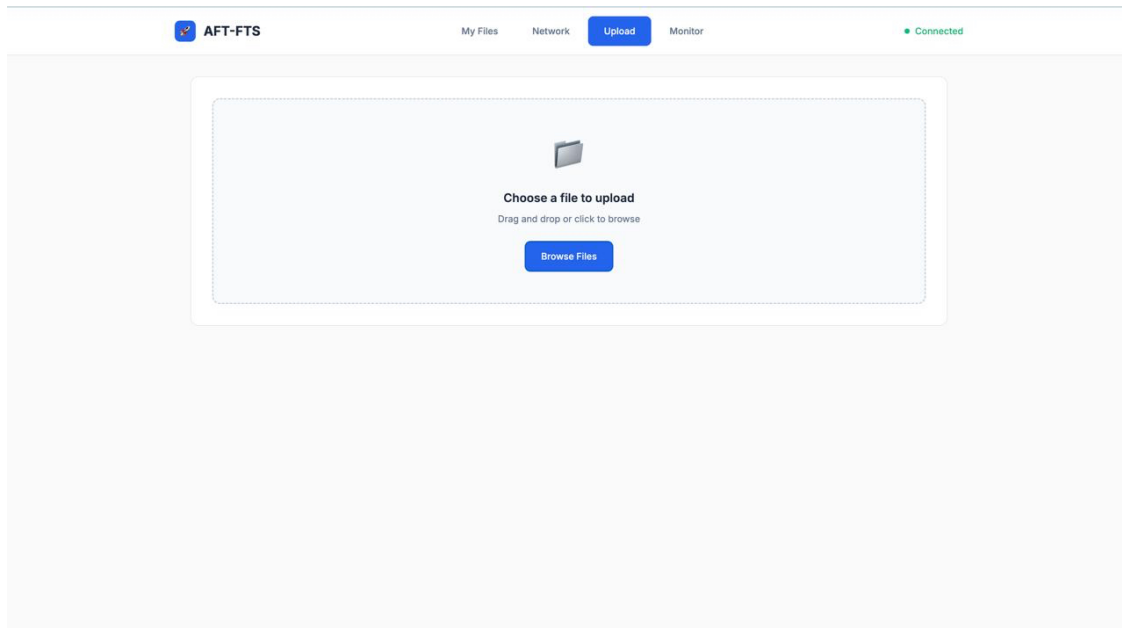 AFT-FTS
My Files
Network
Upload
Monitor
Connected
Choose a file to upload
Drag and drop or click to browse
Browse Files